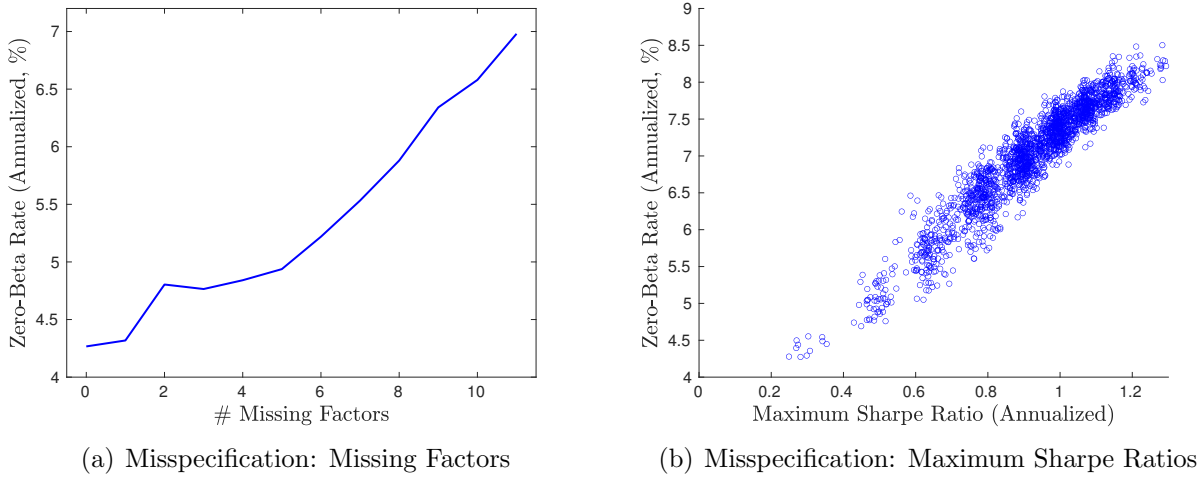 7
6.5
6
5.5
5
4.5
4
0 2 4 6 8 10
Zero-Beta Rate (Annualized, %)
# Missing Factors
(a) Misspecification: Missing Factors
9
8.5
8
7.5
7
6.5
6
5.5
5
4.5
4
0 0.2 0.4 0.6 0.8 1 1.2
Zero-Beta Rate (Annualized, %)
Maximum Sharpe Ratio (Annualized)
(b) Misspecification: Maximum Sharpe Ratios